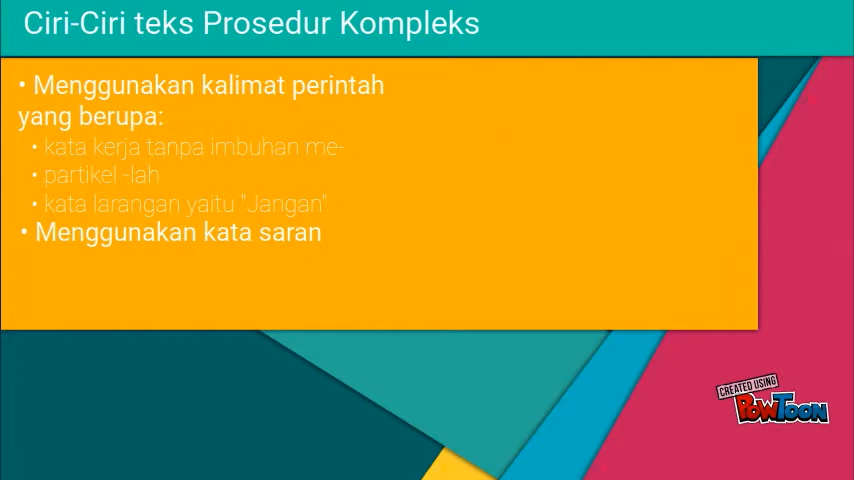 Ciri-Ciri teks Prosedur Kompleks
• Menggunakan kalimat perintah
yang berupa:
• kata kerja tanpa imbuhan me-
• partikel -lah
• kata larangan yaitu "Jangan"
• Menggunakan kata saran
CREATED USING
POWTOON